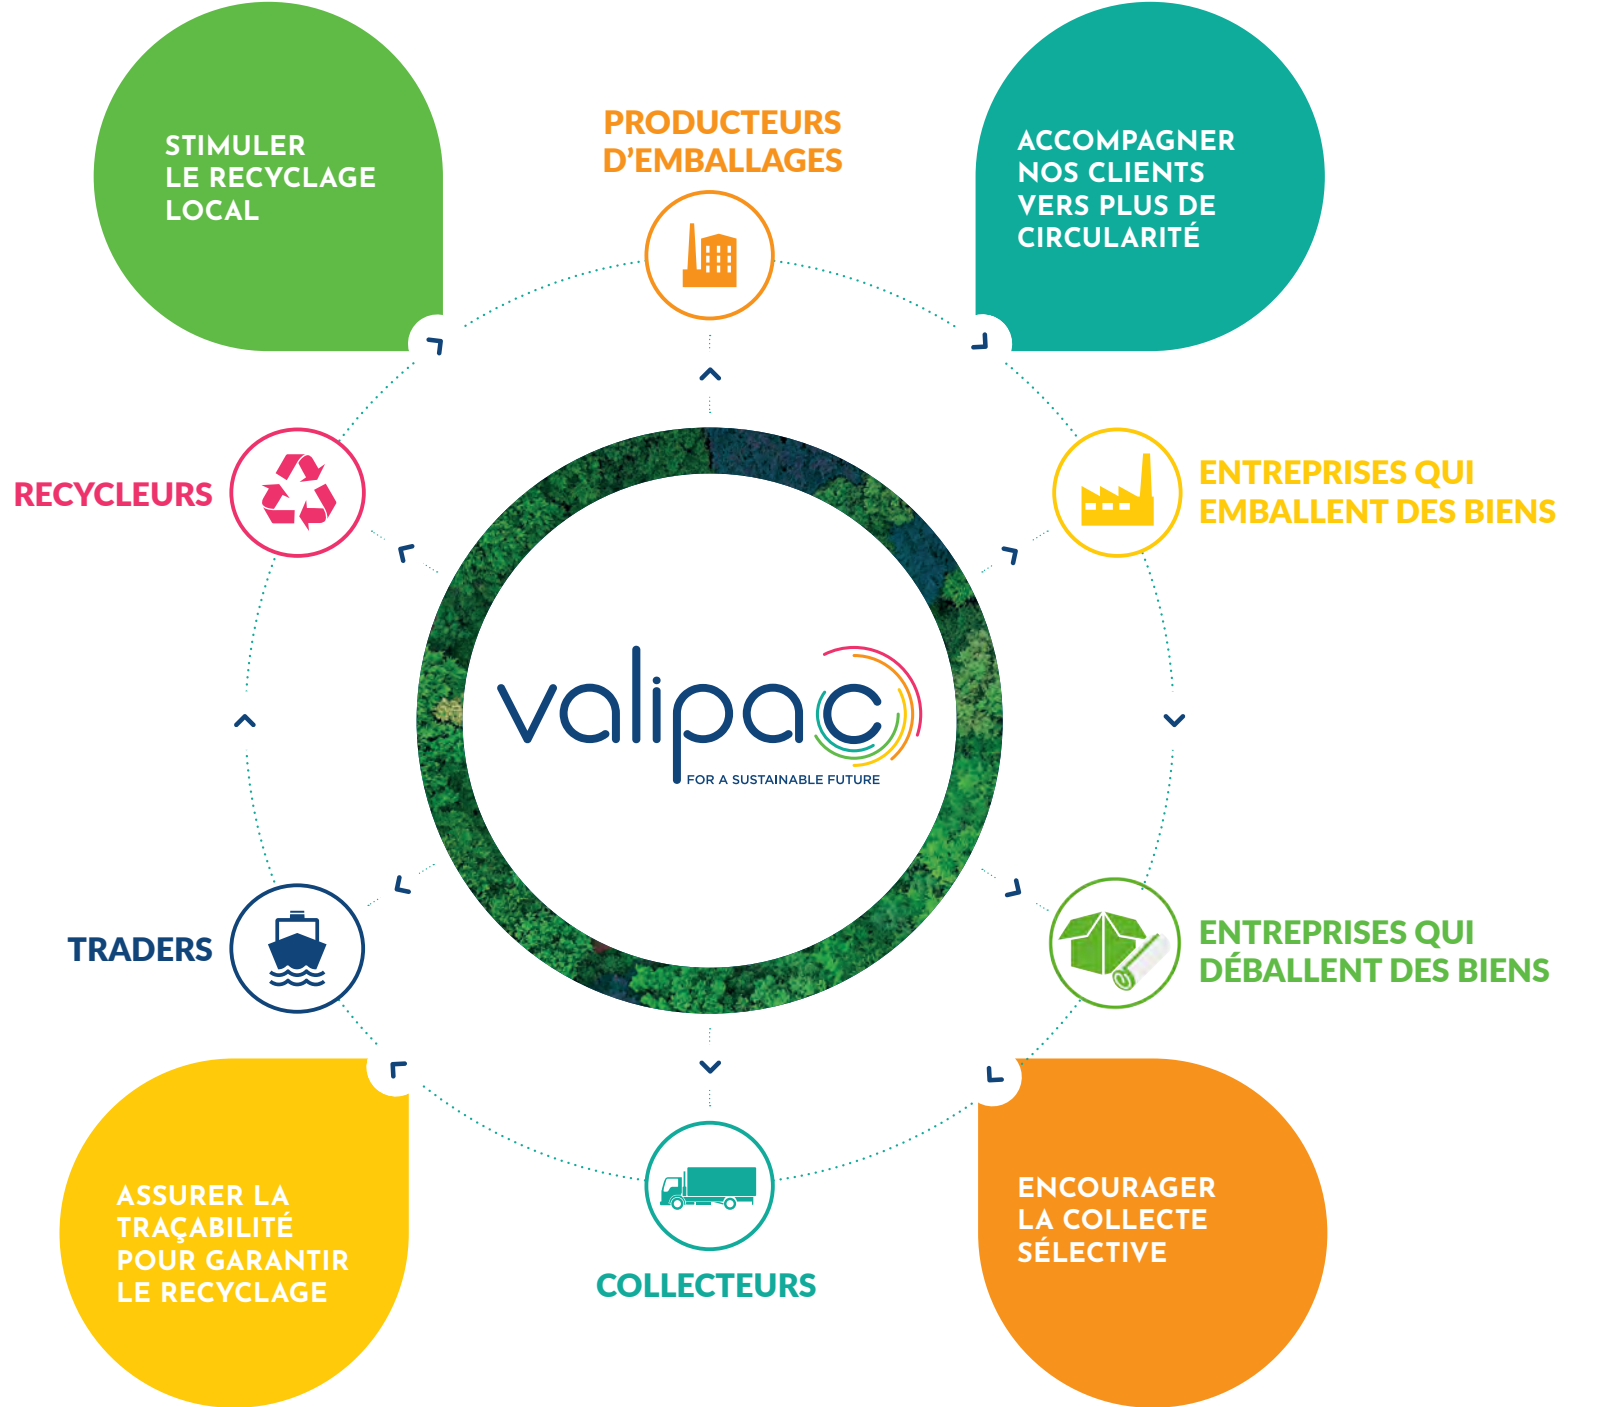 STIMULER
LE RECYCLAGE
LOCAL
PRODUCTEURS
D’EMBALLAGES
ACCOMPAGNER
NOS CLIENTS
VERS PLUS DE
CIRCULARITÉ
RECYCLEURS
ENTREPRISES QUI
EMBALLENT DES BIENS
valipac
FOR A SUSTAINABLE FUTURE
TRADERS
ENTREPRISES QUI
DÉBALLENT DES BIENS
ASSURER LA
TRAÇABILITÉ
POUR GARANTIR
LE RECYCLAGE
COLLECTEURS
ENCOURAGER
LA COLLECTE
SÉLECTIVE